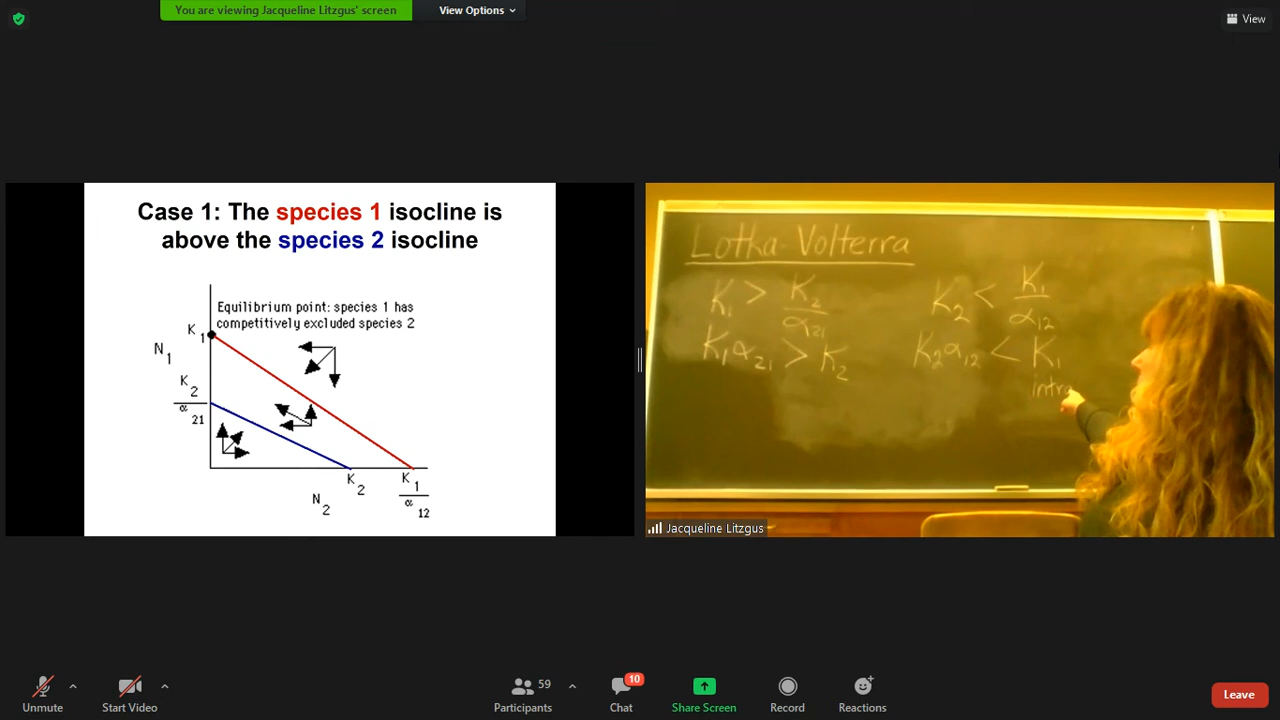 You are viewing Jacqueline Litzgus' screen
View Options
View
Case 1: The species 1 isocline is
above the species 2 isocline
Equilibrium point: species 1 has
competitively excluded species 2
K1
N1
K2
α21
K2
N2
K1
α12
Lotka-Volterra
K1 > K2/α21
K2 < K1/α12
K1α21 > K2
K2α12 < K1
intra
Jacqueline Litzgus
Unmute
Start Video
59
Participants
10
Chat
Share Screen
Record
Reactions
Leave